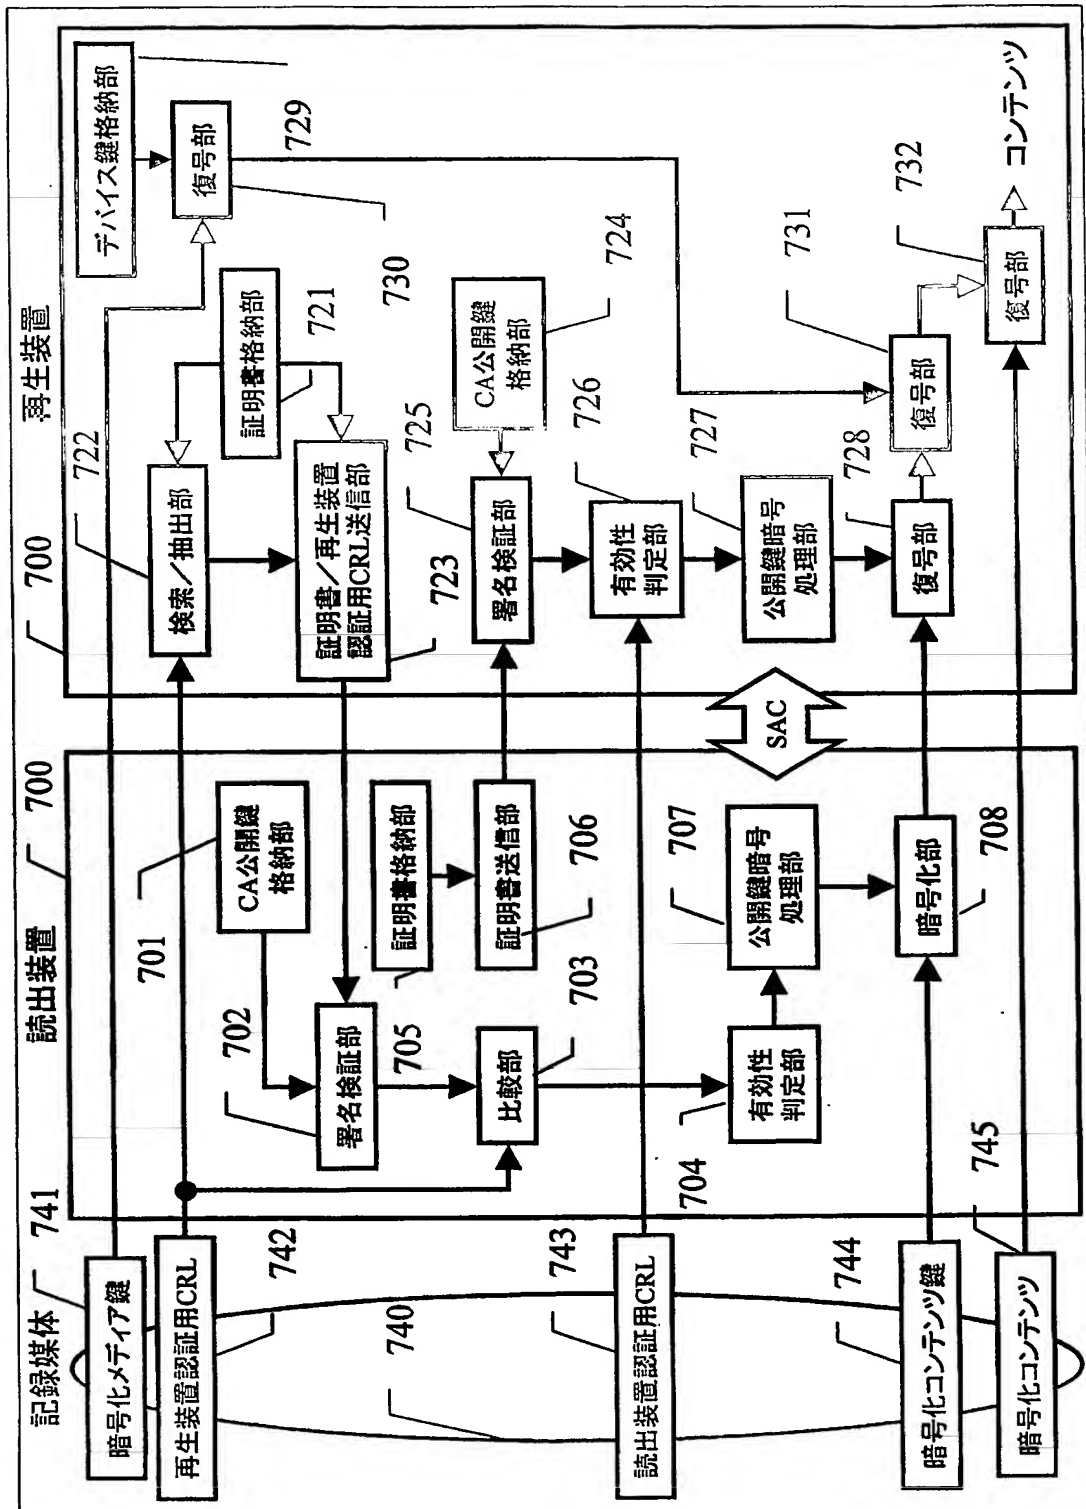 記録媒体
741
暗号化メディア鍵
再生装置認証用CRL
742
740
743
読出装置認証用CRL
744
暗号化コンテンツ鍵
暗号化コンテンツ
745
読出装置
700
701
CA公開鍵
格納部
702
署名検証部
705
証明書格納部
証明書送信部
706
比較部
703
704
有効性
判定部
707
公開鍵暗号
処理部
暗号化部
708
SAC
再生装置
700
722
検索／抽出部
証明書格納部
721
証明書／再生装置
認証用CRL送信部
723
デバイス鍵格納部
復号部
729
730
725
署名検証部
CA公開鍵
格納部
724
有効性
判定部
726
公開鍵暗号
処理部
727
728
復号部
復号部
731
復号部
732
コンテンツ